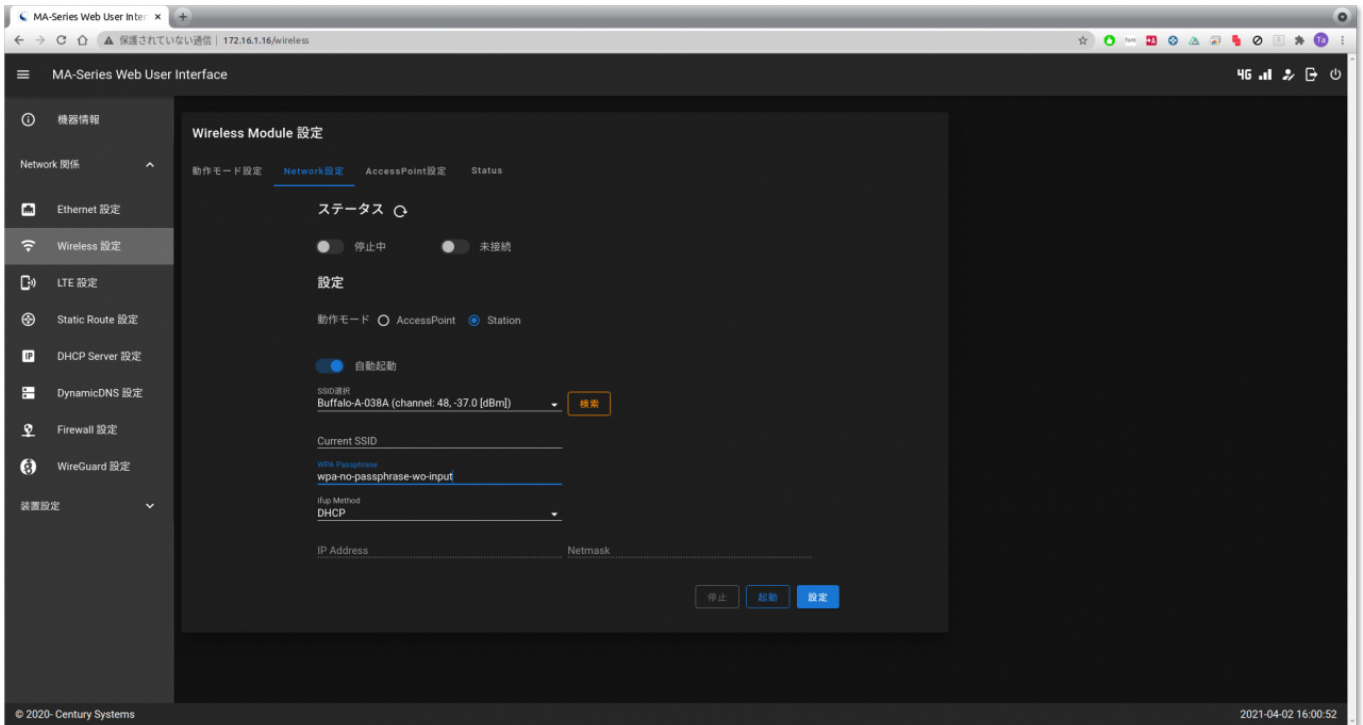 MA-Series Web User Inter
保護されていない通信 | 172.16.1.16/wireless
MA-Series Web User Interface
4G
機器情報
Network 関係
Ethernet 設定
Wireless 設定
LTE 設定
Static Route 設定
IP
DHCP Server 設定
DynamicDNS 設定
Firewall 設定
WireGuard 設定
装置設定
Wireless Module 設定
動作モード設定 Network設定 AccessPoint設定 Status
ステータス
停止中 未接続
設定
動作モード AccessPoint Station
自動起動
SSID選択
Buffalo-A-038A (channel: 48, -37.0 [dBm]) 検索
Current SSID
WPA Passphrase
wpa-no-passphrase-wo-input
Ifup Method
DHCP
IP Address Netmask
停止 起動 設定
© 2020- Century Systems
2021-04-02 16:00:52